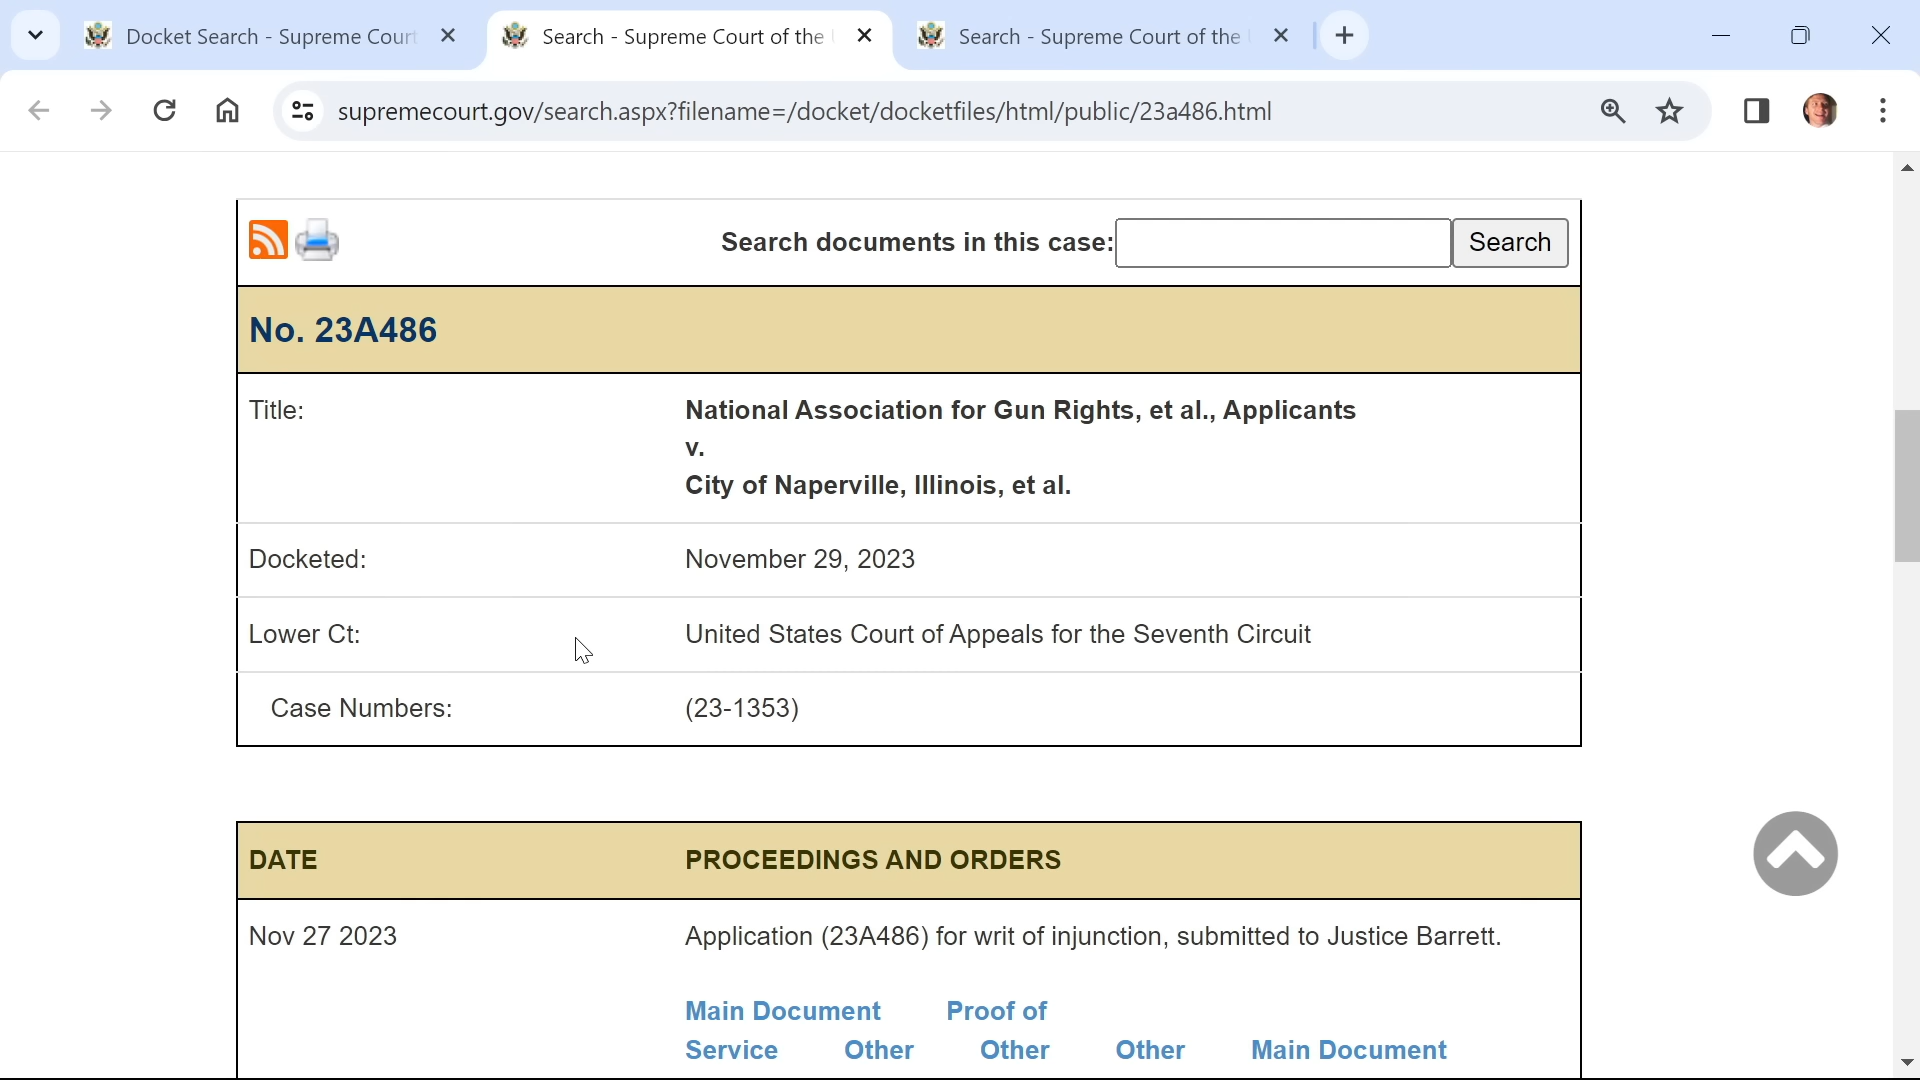 Docket Search - Supreme Court
Search - Supreme Court of the
Search - Supreme Court of the
supremecourt.gov/search.aspx?filename=/docket/docketfiles/html/public/23a486.html
Search documents in this case:
Search
No. 23A486
Title:
National Association for Gun Rights, et al., Applicants
v.
City of Naperville, Illinois, et al.
Docketed:
November 29, 2023
Lower Ct:
United States Court of Appeals for the Seventh Circuit
Case Numbers:
(23-1353)
DATE
PROCEEDINGS AND ORDERS
Nov 27 2023
Application (23A486) for writ of injunction, submitted to Justice Barrett.
Main Document Proof of
Service Other Other Other Main Document